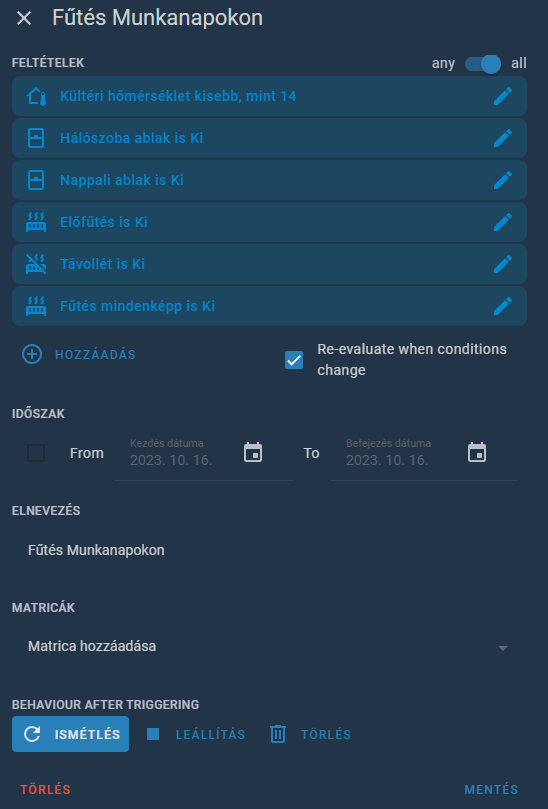 Fűtés Munkanapokon
FELTÉTELEK any all
Kültéri hőmérséklet kisebb, mint 14
Hálószoba ablak is Ki
Nappali ablak is Ki
Előfűtés is Ki
Távollét is Ki
Fűtés mindenképp is Ki
HOZZÁADÁS
Re-evaluate when conditions
change
IDŐSZAK
From
Kezdés dátuma
2023. 10. 16.
To
Befejezés dátuma
2023. 10. 16.
ELNEVEZÉS
Fűtés Munkanapokon
MATRICÁK
Matrica hozzáadása
BEHAVIOUR AFTER TRIGGERING
ISMÉTLÉS LEÁLLÍTÁS TÖRLÉS
TÖRLÉS MENTÉS